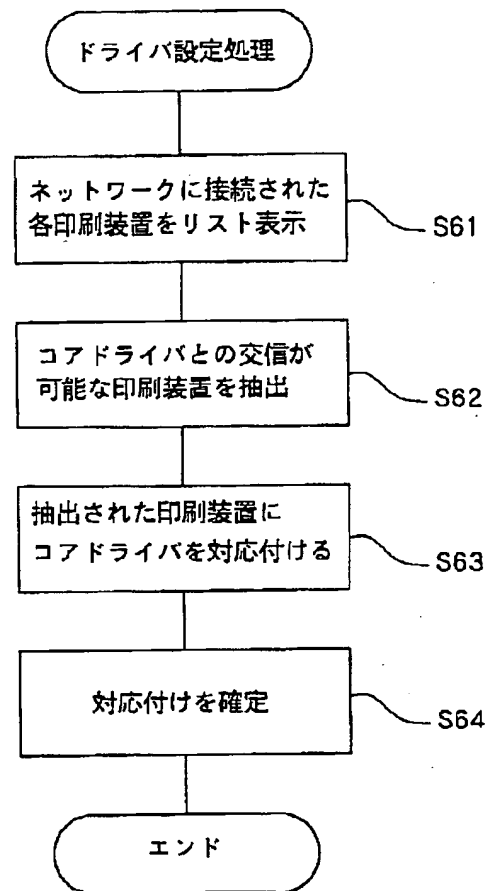 ドライバ設定処理
ネットワークに接続された
各印刷装置をリスト表示
S61
コアドライバとの交信が
可能な印刷装置を抽出
S62
抽出された印刷装置に
コアドライバを対応付ける
S63
対応付けを確定
S64
エンド